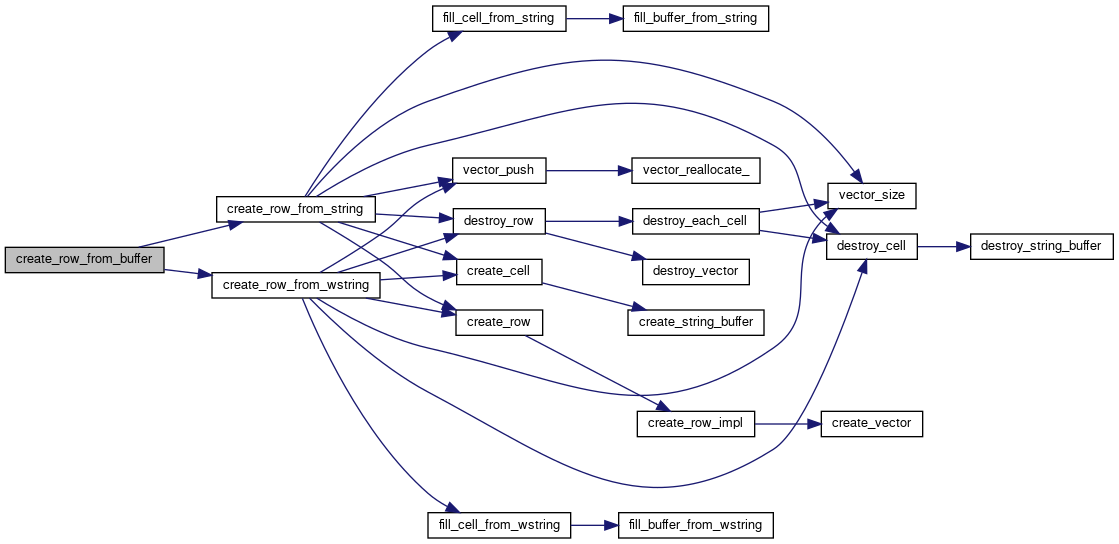 fill_cell_from_string
fill_buffer_from_string
vector_push
vector_reallocate_
vector_size
create_row_from_string
destroy_row
destroy_each_cell
destroy_cell
destroy_string_buffer
create_row_from_buffer
create_cell
destroy_vector
create_row_from_wstring
create_row
create_string_buffer
create_row_impl
create_vector
fill_cell_from_wstring
fill_buffer_from_wstring